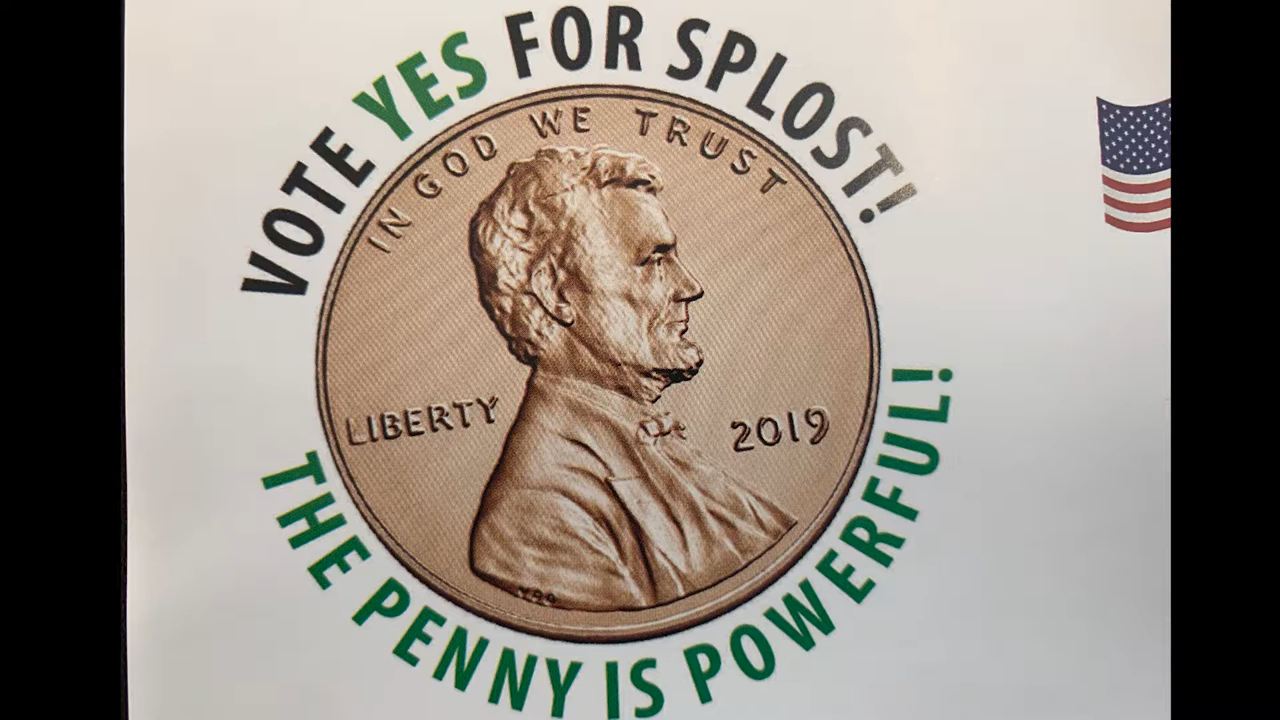 VOTE YES FOR SPLOST!
IN GOD WE TRUST
LIBERTY
2019
THE PENNY IS POWERFUL!